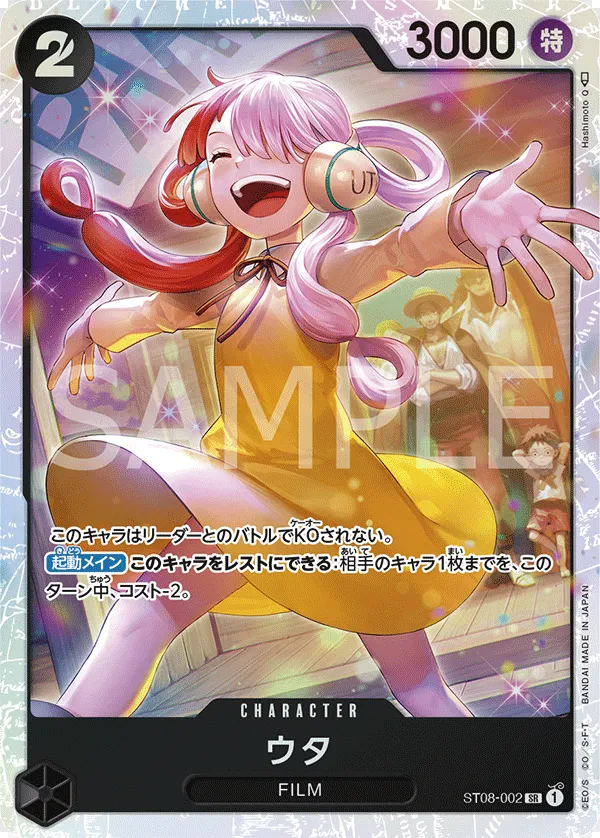 2
3000 特
UT
SAMPLE
このキャラはリーダーとのバトルでKOされない。
起動メイン このキャラをレストにできる：相手のキャラ1枚までを、この
ターン中、コスト-2。
CHARACTER
ウタ
FILM
ST08-002 SR 1
Hashimoto Q
BANDAI MADE IN JAPAN
©E.O/S ©O/S・F・T